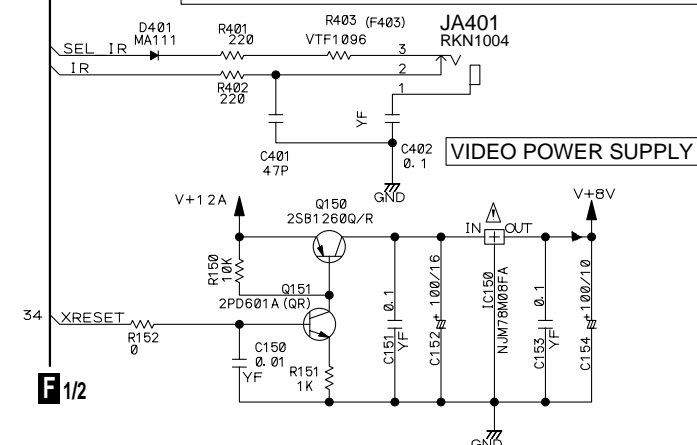 D401
MA111
R401
220
R403 (F403)
VTF1096
JA401
RKN1004
SEL IR
3
IR
2
R402
220
1
YF
C401
47P
C402
0.1
GND
VIDEO POWER SUPPLY
V+12A
Q150
2SB1260Q/R
V+8V
IN
OUT
R150
10K
Q151
2PD601A(QR)
34
XRESET
R152
0
C150
0.01
YF
R151
1K
C151
0.1
YF
C152
+100/16
IC150
NJM78M08FA
C153
0.1
YF
C154
+100/10
F 1/2
GND